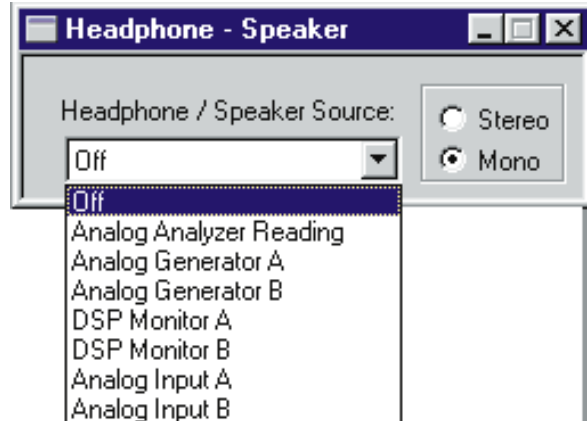 Headphone - Speaker
Headphone / Speaker Source:
Off
Stereo
Mono
Off
Analog Analyzer Reading
Analog Generator A
Analog Generator B
DSP Monitor A
DSP Monitor B
Analog Input A
Analog Input B